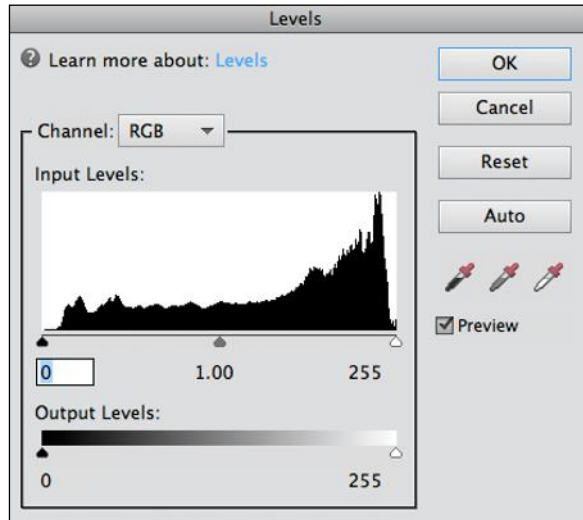 Levels
Learn more about: Levels
OK
Cancel
Reset
Auto
Preview
Channel: RGB
Input Levels:
0 1.00 255
Output Levels:
0 255